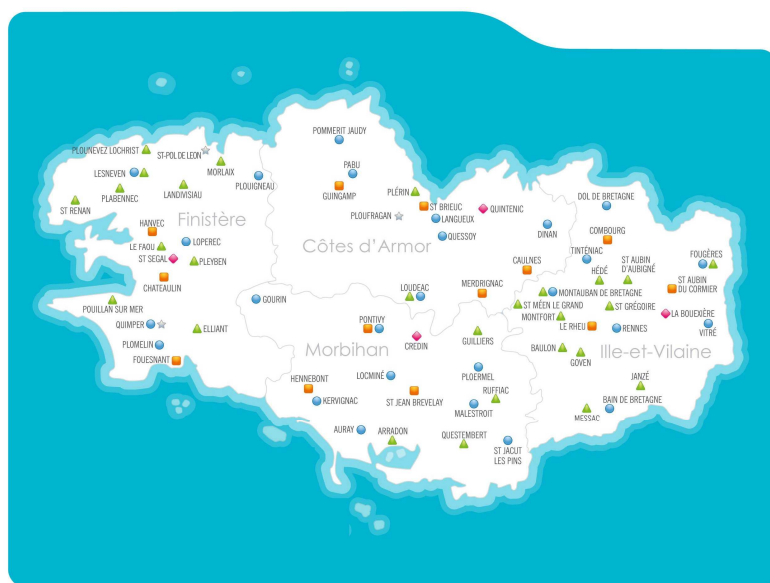 POMMERIT JAUDY
PLOUNEVEZ LOCHRIST
ST-POL DE LEON
MORLAIX
PABU
LESNEVEN
PLOUIGNEAU
PLABENNEC
LANDIVISIAU
GUINGAMP
PLÉRIN
ST RENAN
DOL DE BRETAGNE
Finistère
ST BRIEUC
QUINTENIC
PLOUFRAGAN
LANGUEUX
HANVEC
DINAN
COMBOURG
QUESSOY
Côtes d'Armor
LE FAOU
LOPEREC
ST SEGAL
PLEYBEN
TINTÉNIAC
ST AUBIN
D'AUBIGNÉ
FOUGÈRES
CAULNES
HÉDÉ
CHATEAULIN
MERDRIGNAC
ST AUBIN
DU CORMIER
LOUDEAC
MONTAUBAN DE BRETAGNE
GOURIN
POUILLAN SUR MER
ST MÉEN LE GRAND
ST GRÉGOIRE
MONTFORT
LA BOUEXIÈRE
QUIMPER
ELLIANT
PONTIVY
CREDIN
GUILLIERS
LE RHEU
RENNES
VITRÉ
PLOMELIN
Morbihan
BAULON
GOVEN
Ille-et-Vilaine
FOUESNANT
HENNEBONT
LOCMINÉ
PLOERMEL
RUFFIAC
JANZÉ
KERVIGNAC
ST JEAN BREVELAY
MALESTROIT
BAIN DE BRETAGNE
MESSAC
AURAY
ARRADON
QUESTEMBERT
ST JACUT
LES PINS